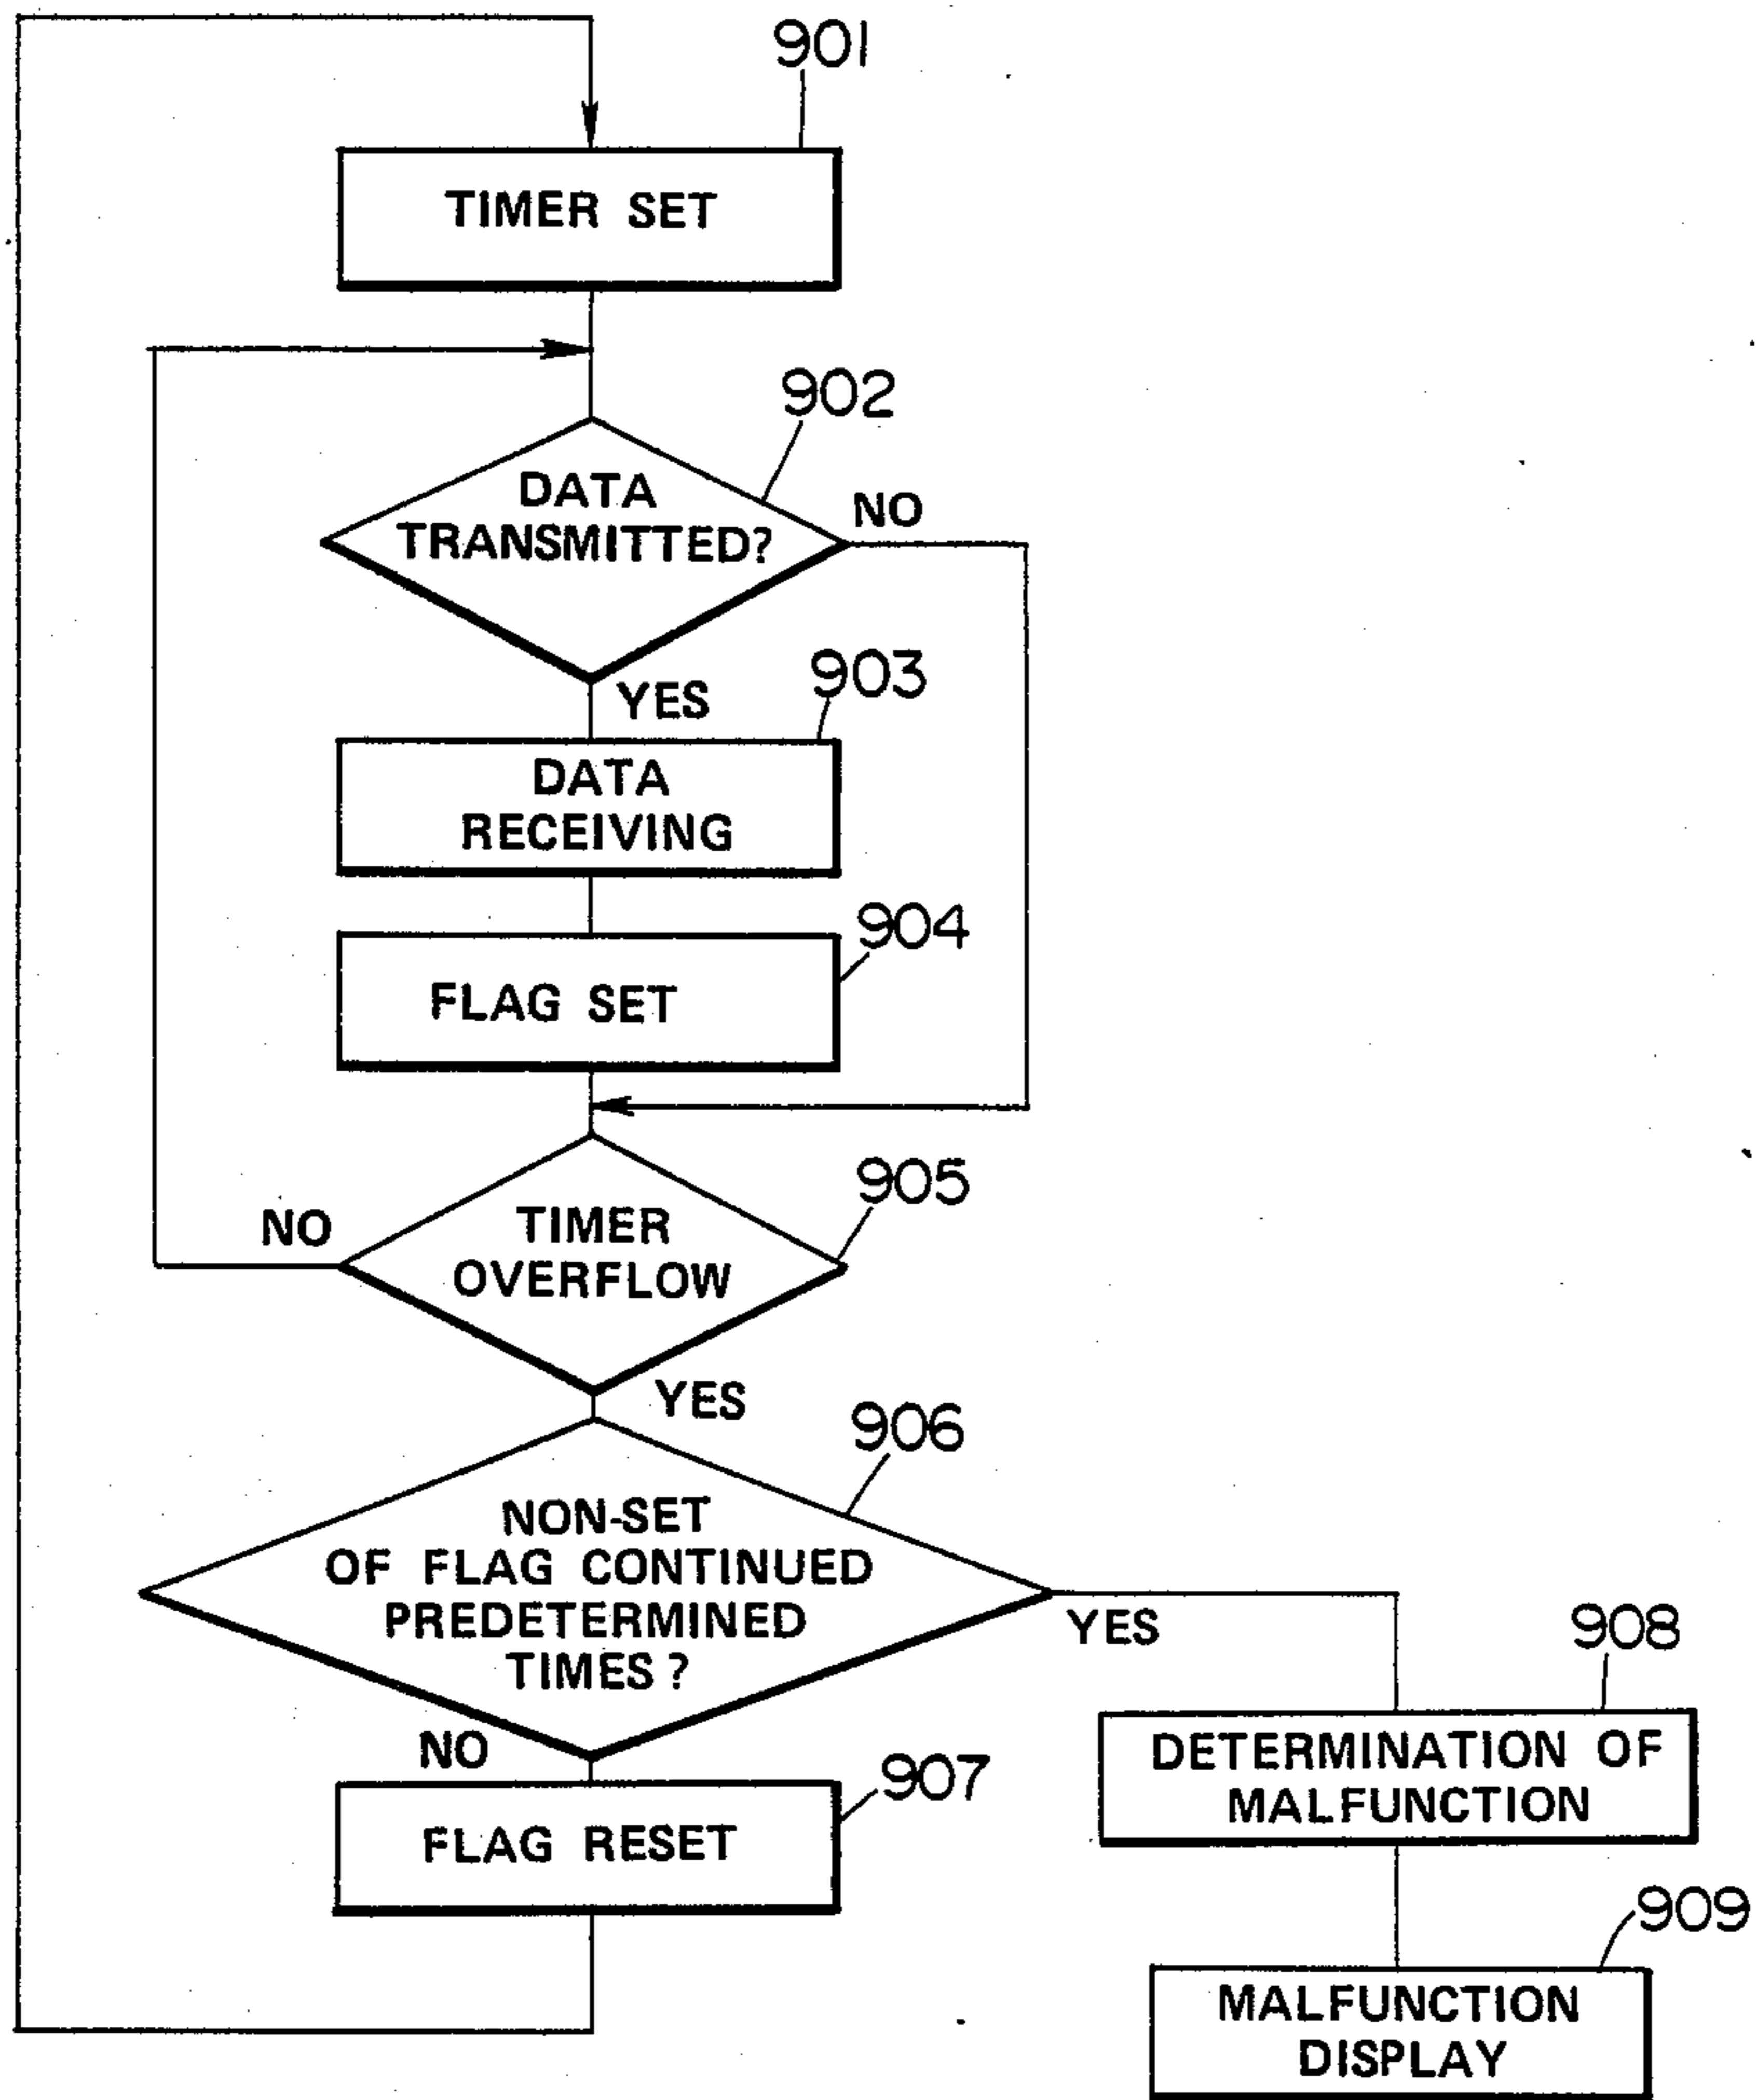 901
TIMER SET
902
DATA
TRANSMITTED?
NO
YES
903
DATA
RECEIVING
904
FLAG SET
905
NO
TIMER
OVERFLOW
YES
906
NON-SET
OF FLAG CONTINUED
PREDETERMINED
TIMES?
YES
NO
907
FLAG RESET
908
DETERMINATION OF
MALFUNCTION
909
MALFUNCTION
DISPLAY